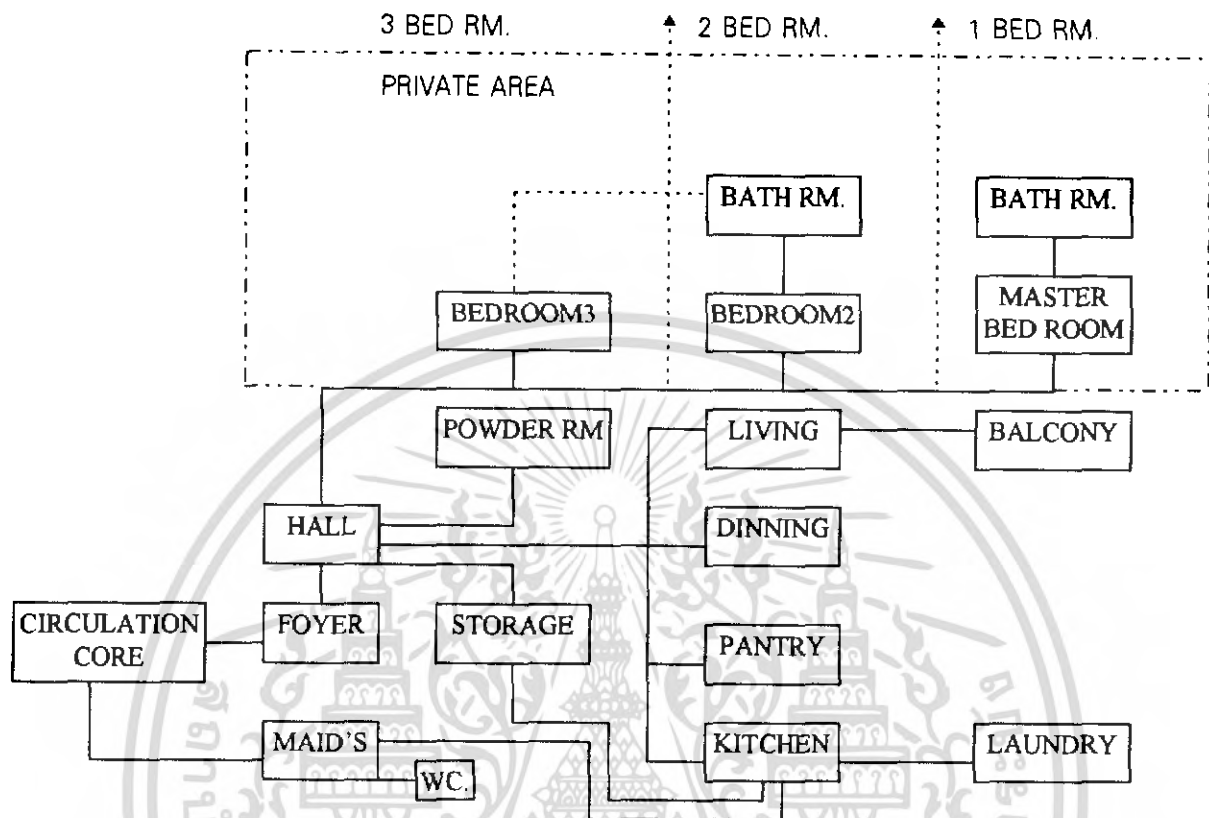 3 BED RM.
2 BED RM.
1 BED RM.
PRIVATE AREA
BATH RM.
BATH RM.
BEDROOM3
BEDROOM2
MASTER
BED ROOM
POWDER RM
LIVING
BALCONY
HALL
DINNING
CIRCULATION
CORE
FOYER
STORAGE
PANTRY
MAID'S
WC.
KITCHEN
LAUNDRY